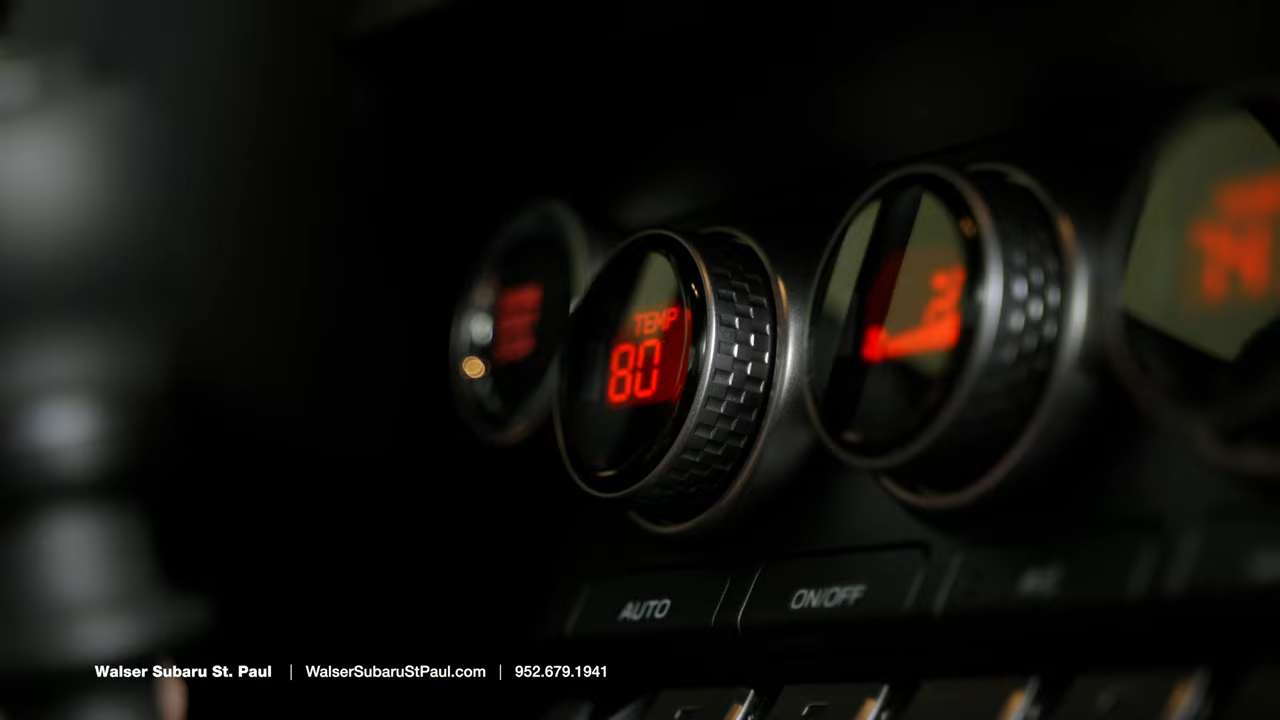 TEMP
80
AUTO
ON/OFF
Walser Subaru St. Paul | WalserSubaruStPaul.com | 952.679.1941